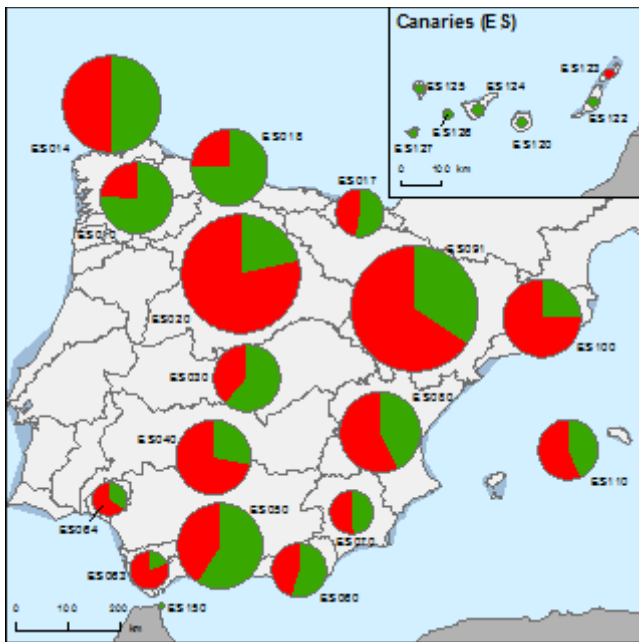 Canaries (ES)
ES123
ES125
ES124
ES122
ES126
ES120
ES127
0 100 km
ES018
ES014
ES017
ES010
ES091
ES020
ES100
ES030
ES080
ES040
ES110
ES050
ES064
ES070
ES063
ES060
ES150
0 100 200
km